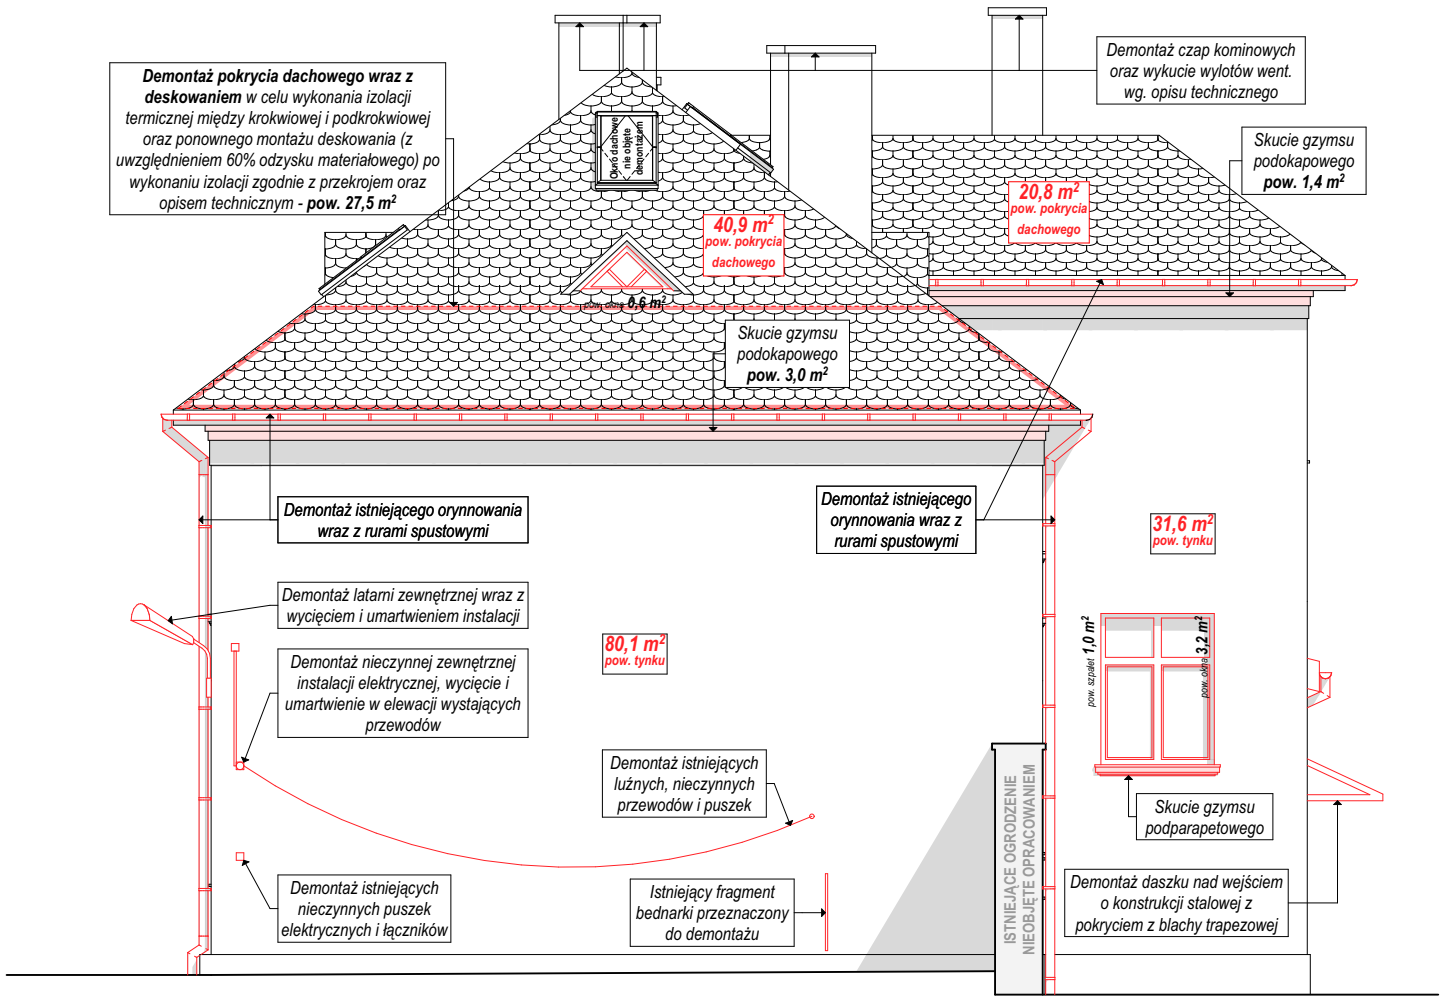 Demontaż pokrycia dachowego wraz z
deskowaniem w celu wykonania izolacji
termicznej między krokwiowej i podkrokwiowej
oraz ponownego montażu deskowania (z
uwzględnieniem 60% odzysku materiałowego) po
wykonaniu izolacji zgodnie z przekrojem oraz
opisem technicznym - pow. 27,5 m²
Okno dachowe
nie objęte
demontażem
Demontaż czap kominowych
oraz wykucie wylotów went.
wg. opisu technicznego
Skucie gzymsu
podokapowego
pow. 1,4 m²
40,9 m²
pow. pokrycia
dachowego
20,8 m²
pow. pokrycia
dachowego
pow. okna 0,6 m²
Skucie gzymsu
podokapowego
pow. 3,0 m²
Demontaż istniejącego orynnowania
wraz z rurami spustowymi
Demontaż istniejącego
orynnowania wraz z
rurami spustowymi
31,6 m²
pow. tynku
Demontaż latarni zewnętrznej wraz z
wycięciem i umartwieniem instalacji
80,1 m²
pow. tynku
pow. szpalet 1,0 m²
pow. okna 3,2 m²
Demontaż nieczynnej zewnętrznej
instalacji elektrycznej, wycięcie i
umartwienie w elewacji wystających
przewodów
Demontaż istniejących
luźnych, nieczynnych
przewodów i puszek
Skucie gzymsu
podparapetowego
ISTNIEJĄCE OGRODZENIE
NIEOBJĘTE OPRACOWANIEM
Demontaż istniejących
nieczynnych puszek
elektrycznych i łączników
Istniejący fragment
bednarki przeznaczony
do demontażu
Demontaż daszku nad wejściem
o konstrukcji stalowej z
pokryciem z blachy trapezowej